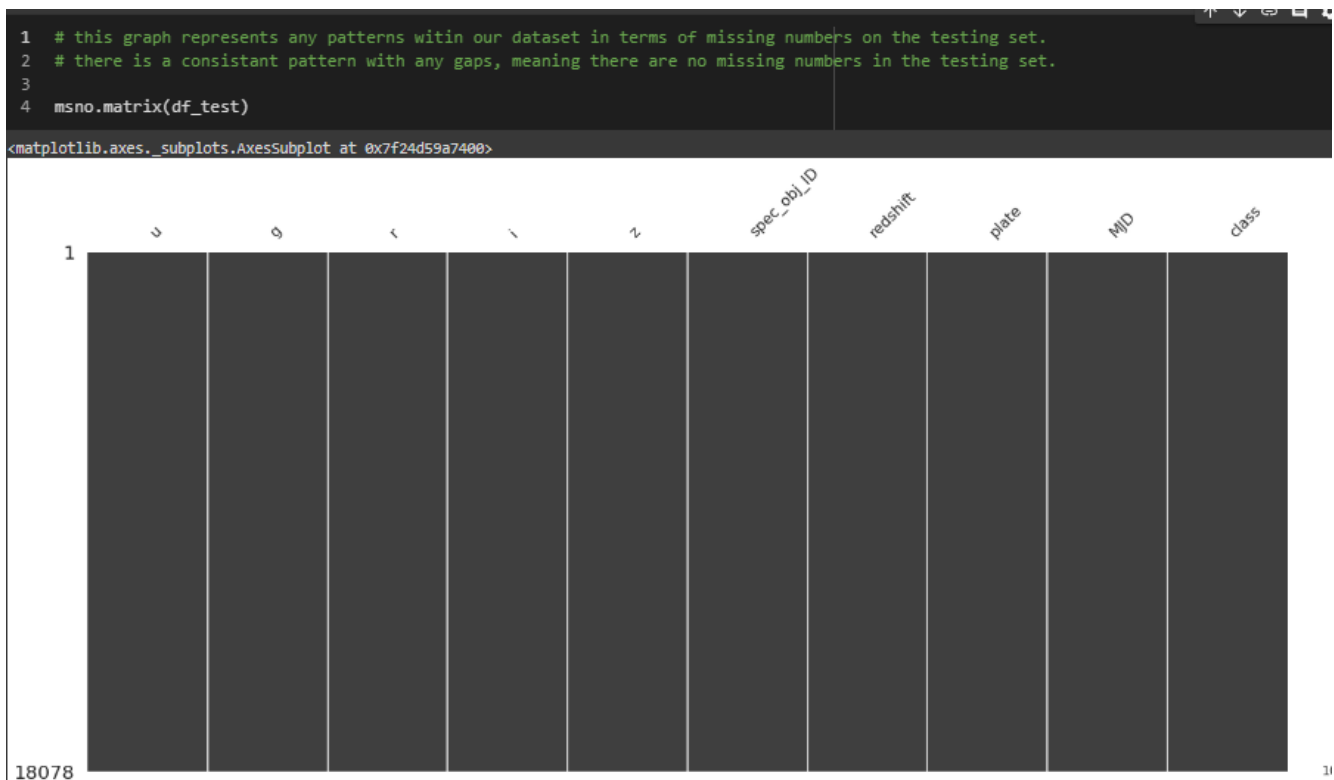 1 # this graph represents any patterns witin our dataset in terms of missing numbers on the testing set.
2 # there is a consistant pattern with any gaps, meaning there are no missing numbers in the testing set.
3
4 msno.matrix(df_test)
<matplotlib.axes._subplots.AxesSubplot at 0x7f24d59a7400>
u g r i z spec_obj_ID redshift plate MJD class
1
18078